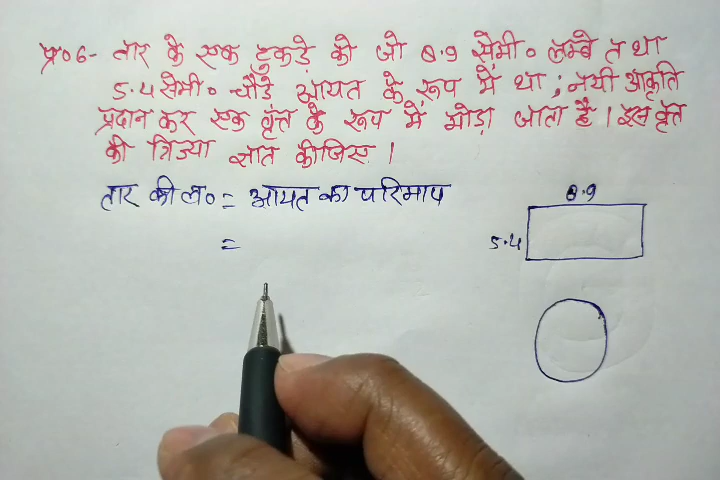 प्र०6- तार के एक टुकड़े को जो 8.9 सेमी० लम्बे तथा
5.4 सेमी० चौड़े आयत के रूप में था; नयी आकृति
प्रदान कर एक वृत्त के रूप में मोड़ा जाता है। इस वृत्त
की त्रिज्या ज्ञात कीजिए।
तार की ल० = आयत का परिमाप
=
8.9
5.4